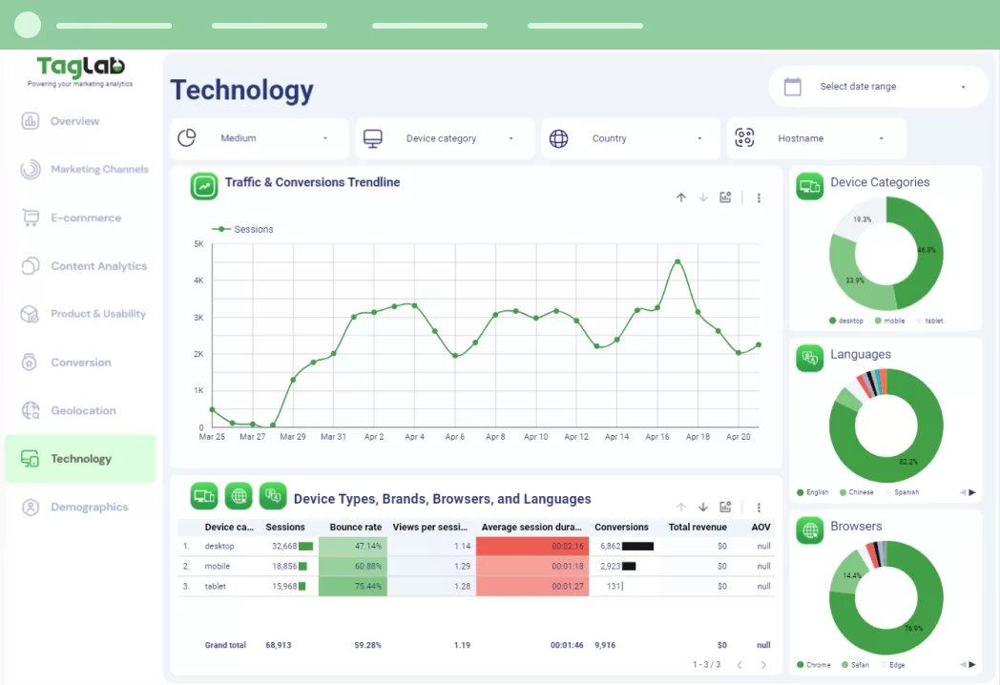 TagLab
Powering your marketing analytics
Overview
Marketing Channels
E-commerce
Content Analytics
Product & Usability
Conversion
Geolocation
Technology
Demographics
Technology
Select date range
Medium
Device category
Country
Hostname
Traffic & Conversions Trendline
Sessions
5K
4K
3K
2K
1K
0
Mar 25 Mar 27 Mar 29 Mar 31 Apr 2 Apr 4 Apr 6 Apr 8 Apr 10 Apr 12 Apr 14 Apr 16 Apr 18 Apr 20
Device Types, Brands, Browsers, and Languages
Device ca... Sessions Bounce rate Views per sessi... Average session dura... Conversions Total revenue AOV
1. desktop 32,668 47.14% 1.14 00:02:16 6,862 $0 null
2. mobile 18,856 60.88% 1.29 00:01:18 2,923 $0 null
3. tablet 15,968 75.44% 1.28 00:01:27 131 $0 null
Grand total 68,913 59.28% 1.19 00:01:46 9,916 $0 null
1 - 3 / 3
Device Categories
19.3%
46.8%
33.9%
desktop mobile tablet
Languages
82.2%
English Chinese Spanish
Browsers
14.4%
76.9%
Chrome Safari Edge